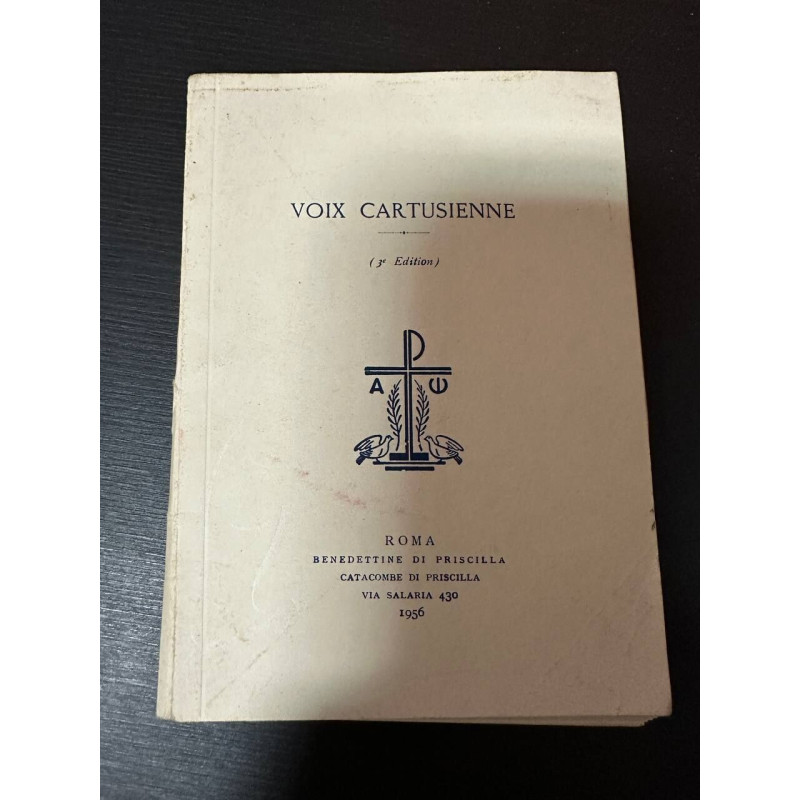 VOIX CARTUSIENNE
(3e Edition)
Α Ѡ
ROMA
BENEDETTINE DI PRISCILLA
CATACOMBE DI PRISCILLA
VIA SALARIA 430
1956